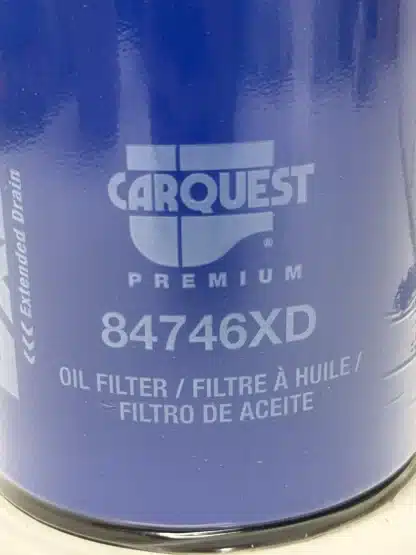 <<< Extended Drain
CARQUEST
®
PREMIUM
84746XD
OIL FILTER / FILTRE À HUILE /
FILTRO DE ACEITE